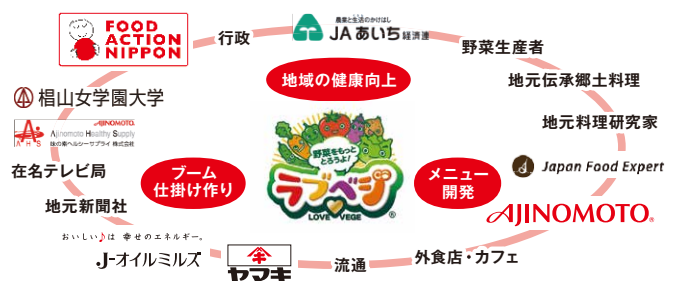 FOOD
ACTION
NIPPON
行政
農業と生活のかけはし
JAあいち経済連
野菜生産者
地元伝承郷土料理
地元料理研究家
Japan Food Expert
AJINOMOTO®
外食店・カフェ
流通
ヤマキ
おいしい♪は 幸せのエネルギー。
J-オイルミルズ
地元新聞社
在名テレビ局
AHS
AJINOMOTO
Ajinomoto Healthy Supply
味の素ヘルシーサプライ 株式会社
椙山女学園大学
地域の健康向上
ブーム
仕掛け作り
メニュー
開発
野菜をもっと
とろうよ!
ラブベジ®
LOVE VEGE